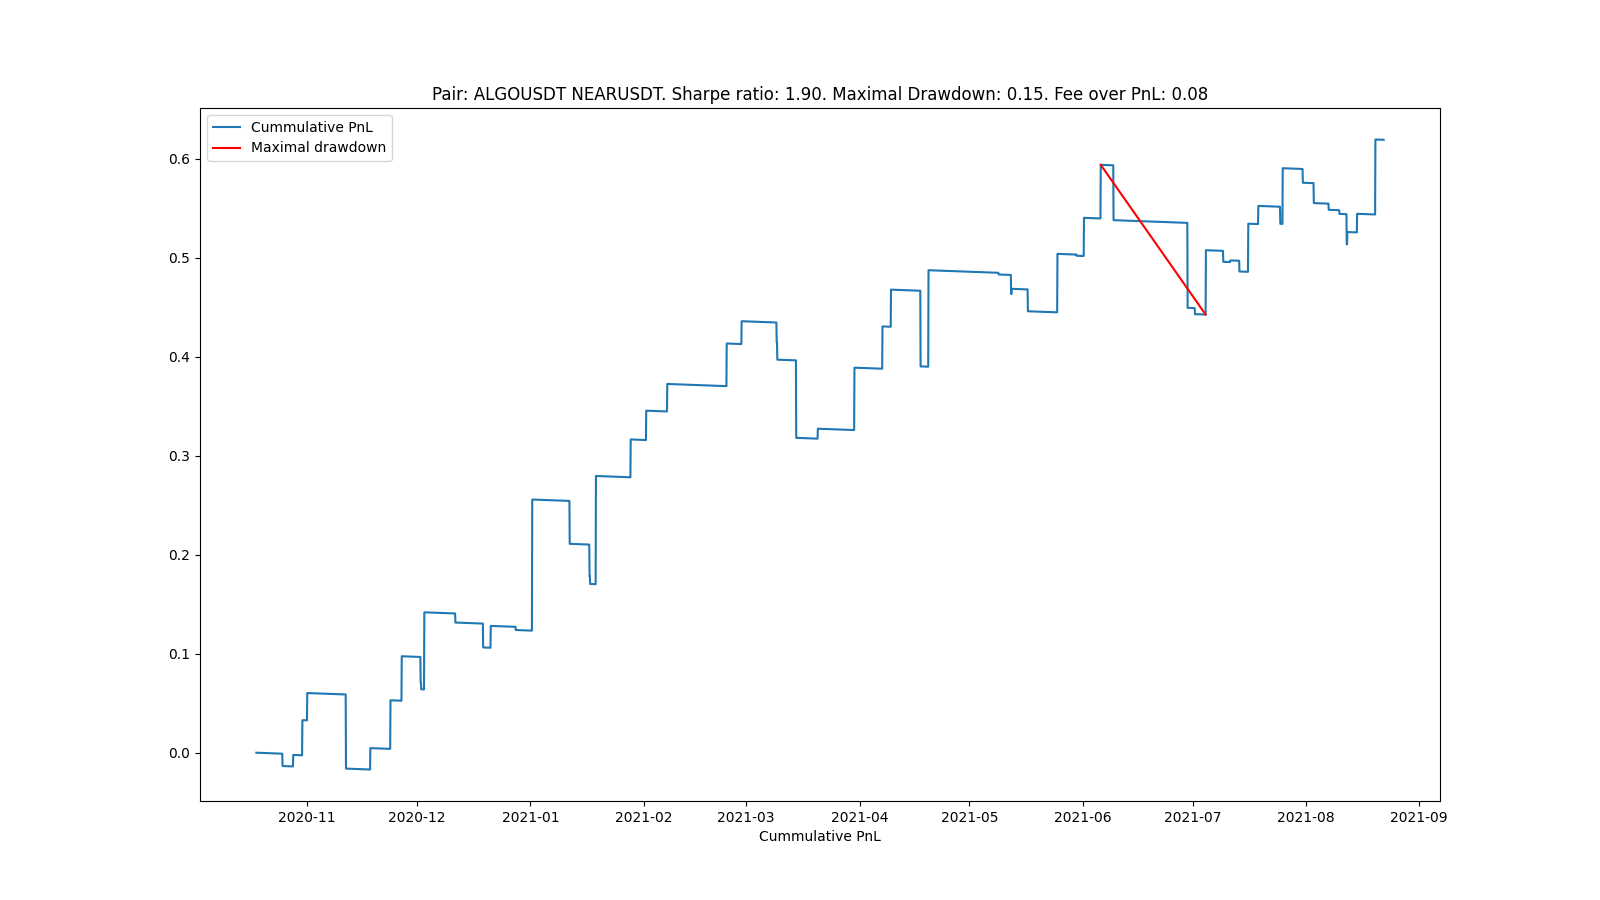 Pair: ALGOUSDT NEARUSDT. Sharpe ratio: 1.90. Maximal Drawdown: 0.15. Fee over PnL: 0.08
Cummulative PnL
Maximal drawdown
0.6
0.5
0.4
0.3
0.2
0.1
0.0
2020-11 2020-12 2021-01 2021-02 2021-03 2021-04 2021-05 2021-06 2021-07 2021-08 2021-09
Cummulative PnL